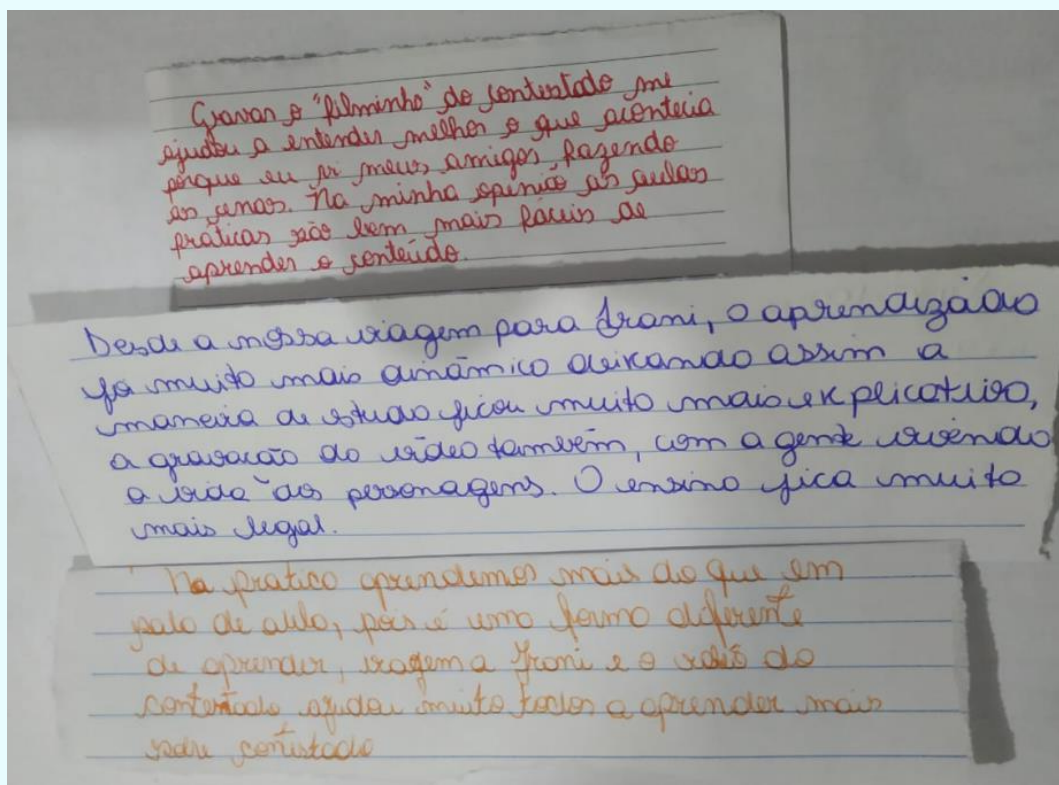 Gravar o "filminho" do contestado me
ajudou a entender melhor o que acontecia
porque eu vi meus amigos fazendo
as cenas. Na minha opinião as aulas
práticas são bem mais fáceis de
aprender o conteúdo.
Desde a nossa viagem para Irani, o aprendizado
foi muito mais dinâmico deixando assim a
maneira de estudo ficou muito mais explicativo,
a gravação do vídeo também, com a gente vivendo
a vida dos personagens. O ensino fica muito
mais legal.
Na pratica aprendemos mais do que em
sala de aula, pois é uma forma diferente
de aprender, viagem a Irani e o do
contestado ajudou muito todos a aprender mais
sobre contestado